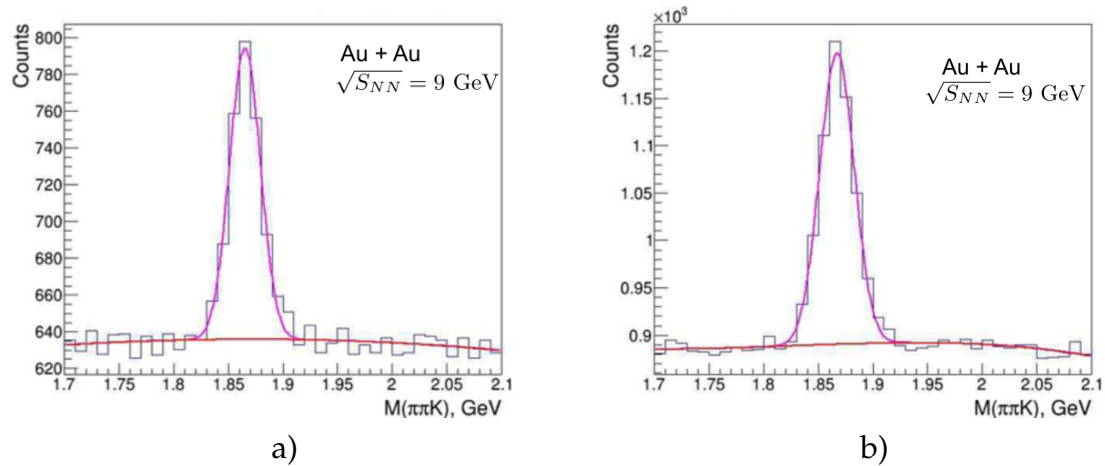 ×10³
Counts
Au + Au
√S_NN = 9 GeV
800
780
760
740
720
700
680
660
640
620
1.7 1.75 1.8 1.85 1.9 1.95 2 2.05 2.1
M(ππK), GeV
a)
Counts
Au + Au
√S_NN = 9 GeV
1.2
1.15
1.1
1.05
1
0.95
0.9
1.7 1.75 1.8 1.85 1.9 1.95 2 2.05 2.1
M(ππK), GeV
b)